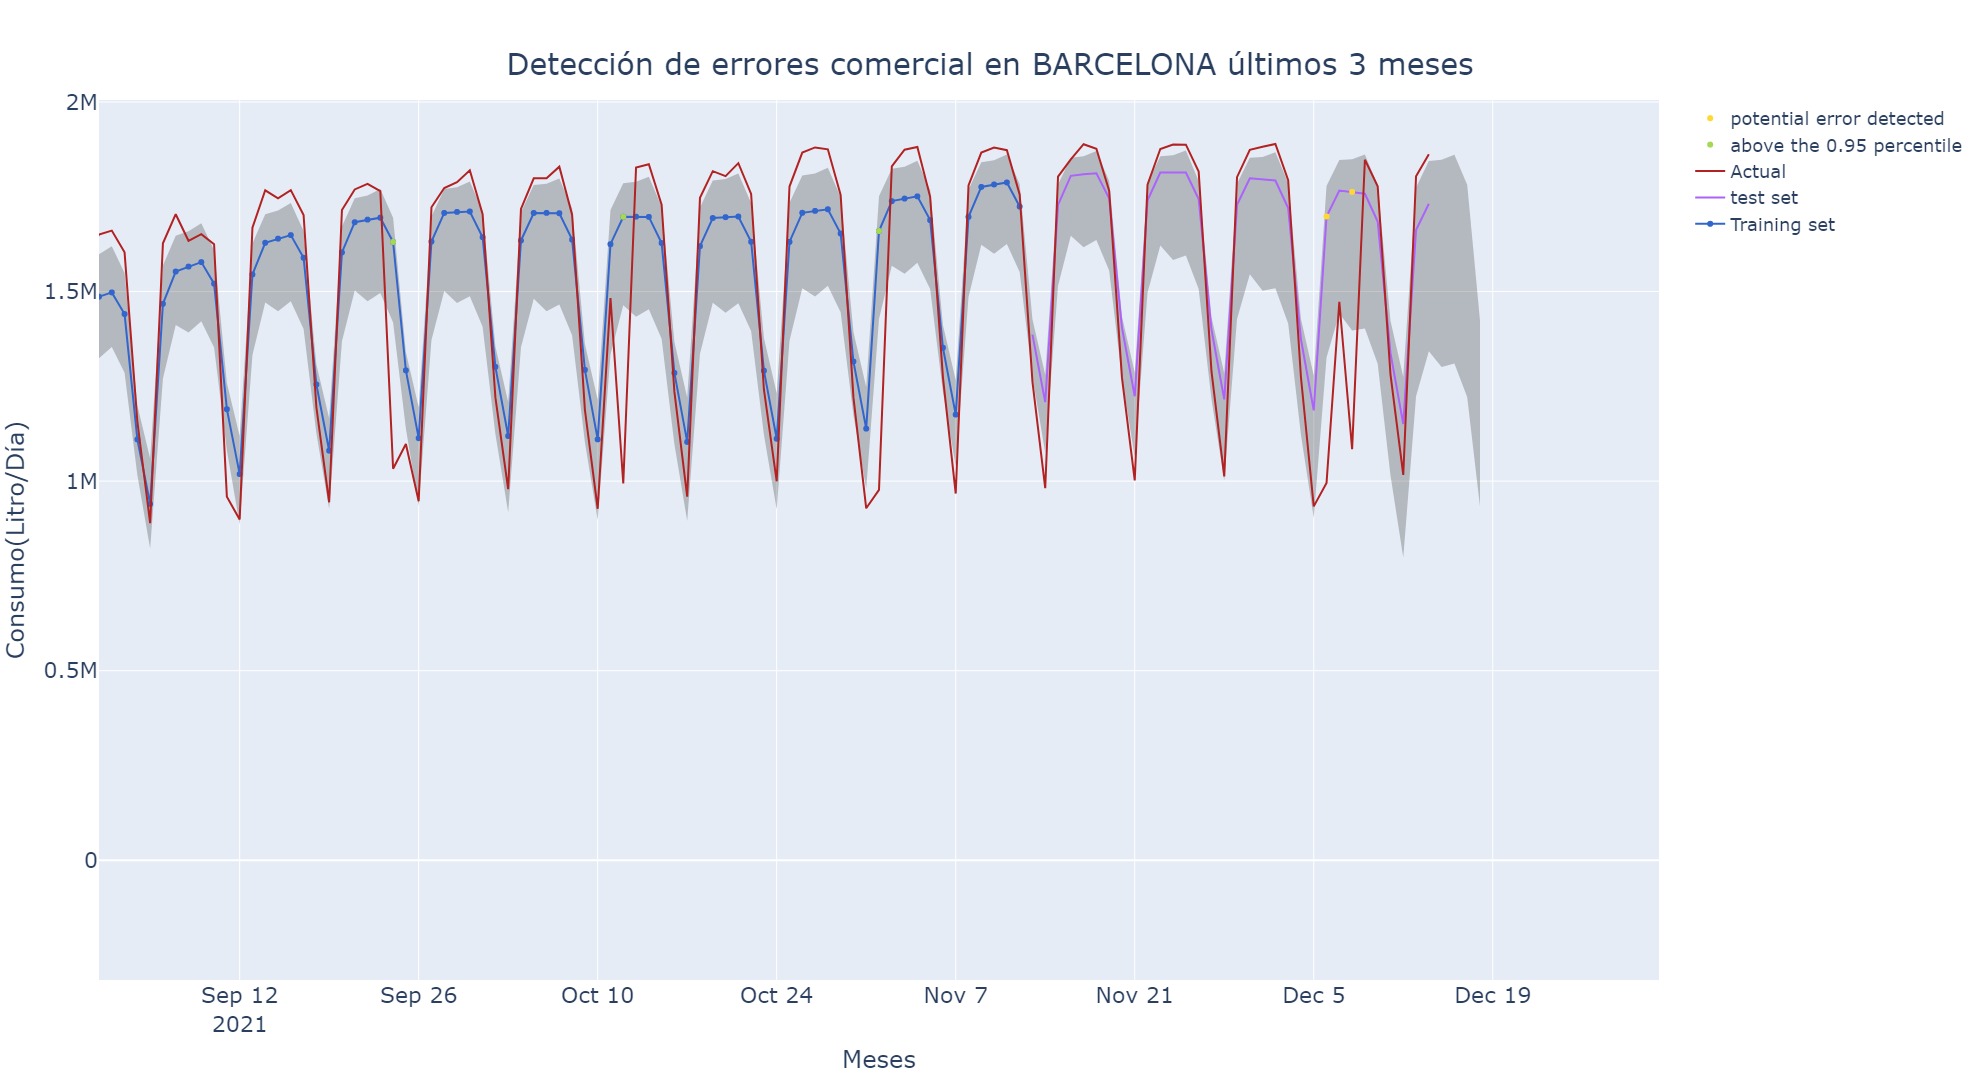 Detección de errores comercial en BARCELONA últimos 3 meses
2M
1.5M
1M
0.5M
0
Consumo(Litro/Día)
Sep 12
2021
Sep 26
Oct 10
Oct 24
Nov 7
Nov 21
Dec 5
Dec 19
Meses
potential error detected
above the 0.95 percentile
Actual
test set
Training set